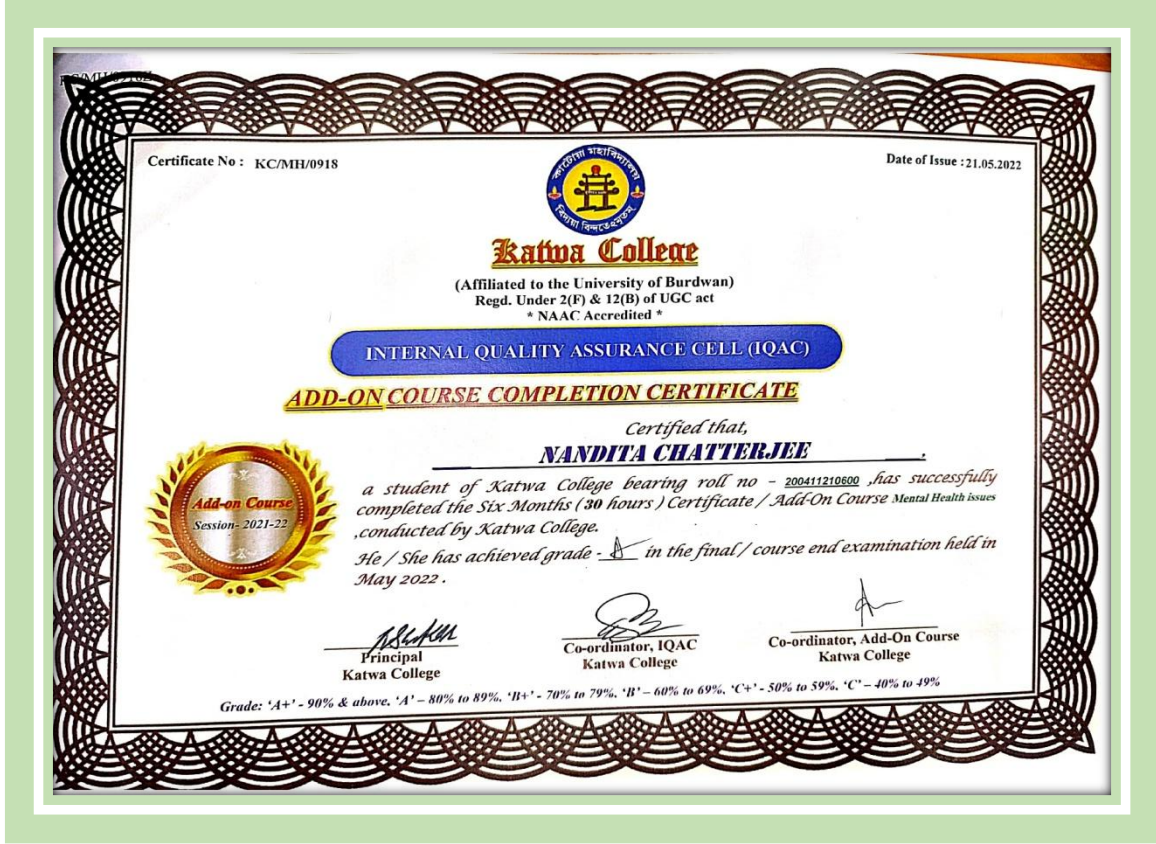 Certificate No : KC/MH/0918
Date of Issue : 21.05.2022
কাটোয়া মহাবিদ্যালয়
বিদ্যয়া বিন্দতেঽমৃতম্
Katwa College
(Affiliated to the University of Burdwan)
Regd. Under 2(F) & 12(B) of UGC act
* NAAC Accredited *
INTERNAL QUALITY ASSURANCE CELL (IQAC)
ADD-ON COURSE COMPLETION CERTIFICATE
Certified that,
NANDITA CHATTERJEE .
a student of Katwa College bearing roll no - 200411210600 ,has successfully
completed the Six Months ( 30 hours ) Certificate / Add-On Course Mental Health issues
,conducted by Katwa College.
He / She has achieved grade - A in the final / course end examination held in
May 2022 .
Add-on Course
Session- 2021-22
Principal
Katwa College
Co-ordinator, IQAC
Katwa College
Co-ordinator, Add-On Course
Katwa College
Grade: ‘A+’ - 90% & above, ‘A’ – 80% to 89%, ‘B+’ - 70% to 79%, ‘B’ – 60% to 69%, ‘C+’ - 50% to 59%, ‘C’ – 40% to 49%